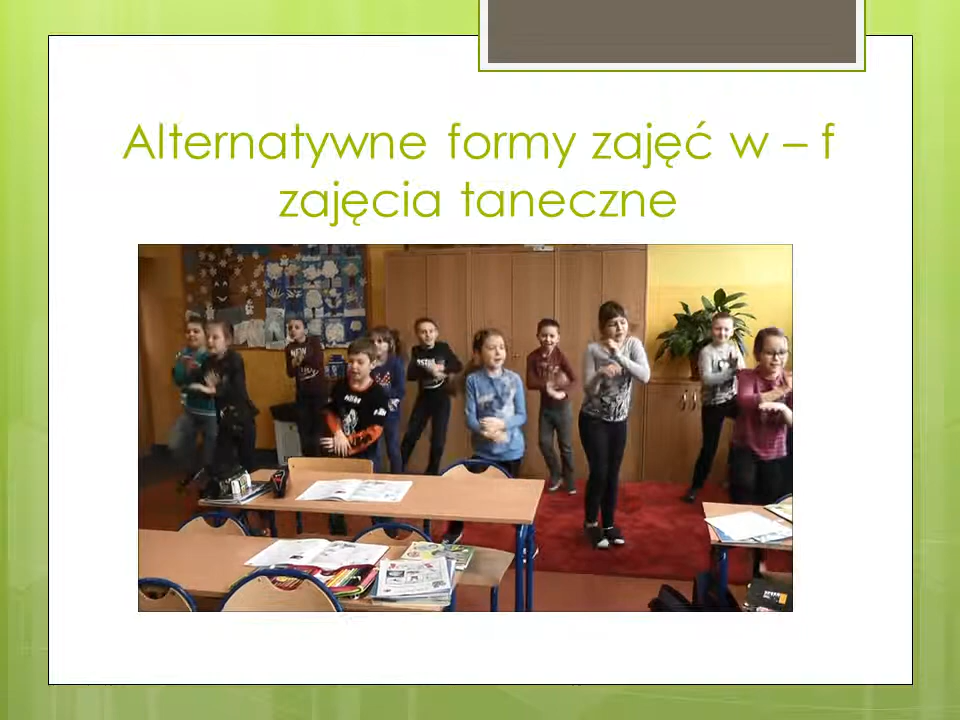 Alternatywne formy zajęć w – f
zajęcia taneczne